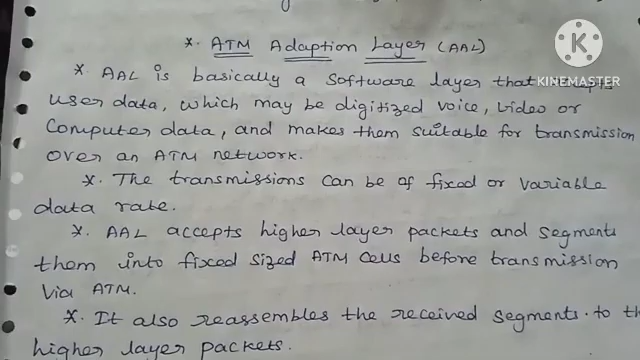 *. ATM Adaption Layer (AAL)
K
KINEMASTER
*. AAL is basically a software layer that
user data, which may be digitized voice, video or
Computer data, and makes them suitable for transmission
over an ATM network.
*. The transmissions can be of fixed or variable
data rate.
*. AAL accepts higher layer packets and segments
them into fixed sized ATM cells before transmission
via ATM.
*. It also reassembles the received segments. to th
higher layer packets.